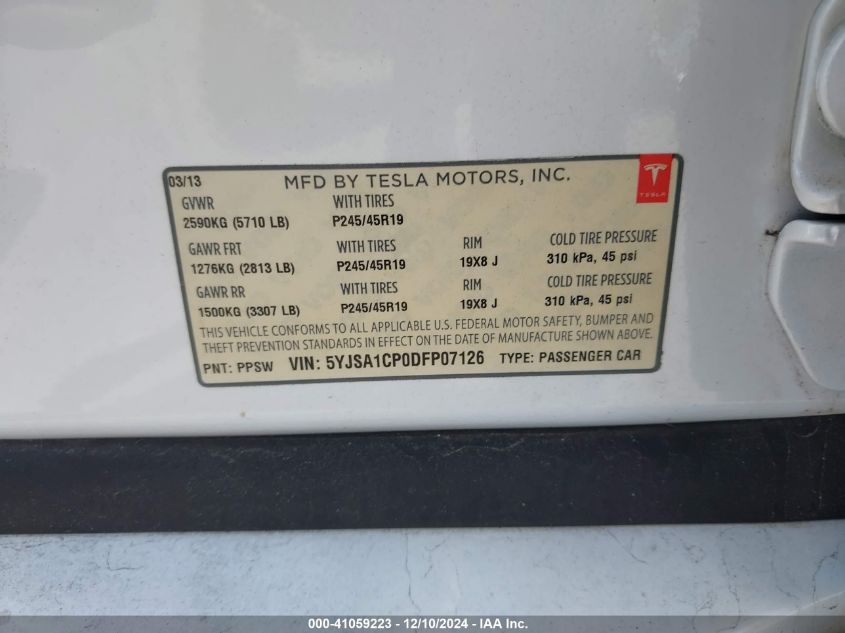 03/13 MFD BY TESLA MOTORS, INC.
TESLA
GVWR WITH TIRES
2590KG (5710 LB) P245/45R19
GAWR FRT WITH TIRES RIM COLD TIRE PRESSURE
1276KG (2813 LB) P245/45R19 19X8 J 310 kPa, 45 psi
GAWR RR WITH TIRES RIM COLD TIRE PRESSURE
1500KG (3307 LB) P245/45R19 19X8 J 310 kPa, 45 psi
THIS VEHICLE CONFORMS TO ALL APPLICABLE U.S. FEDERAL MOTOR SAFETY, BUMPER AND
THEFT PREVENTION STANDARDS IN EFFECT ON THE DATE OF MANUFACTURE SHOWN ABOVE.
PNT: PPSW VIN: 5YJSA1CP0DFP07126 TYPE: PASSENGER CAR
000-41059223 - 12/10/2024 - IAA Inc.